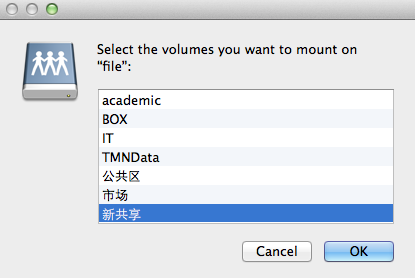 Select the volumes you want to mount on
"file":
academic
BOX
IT
TMNData
公共区
市场
新共享
Cancel
OK